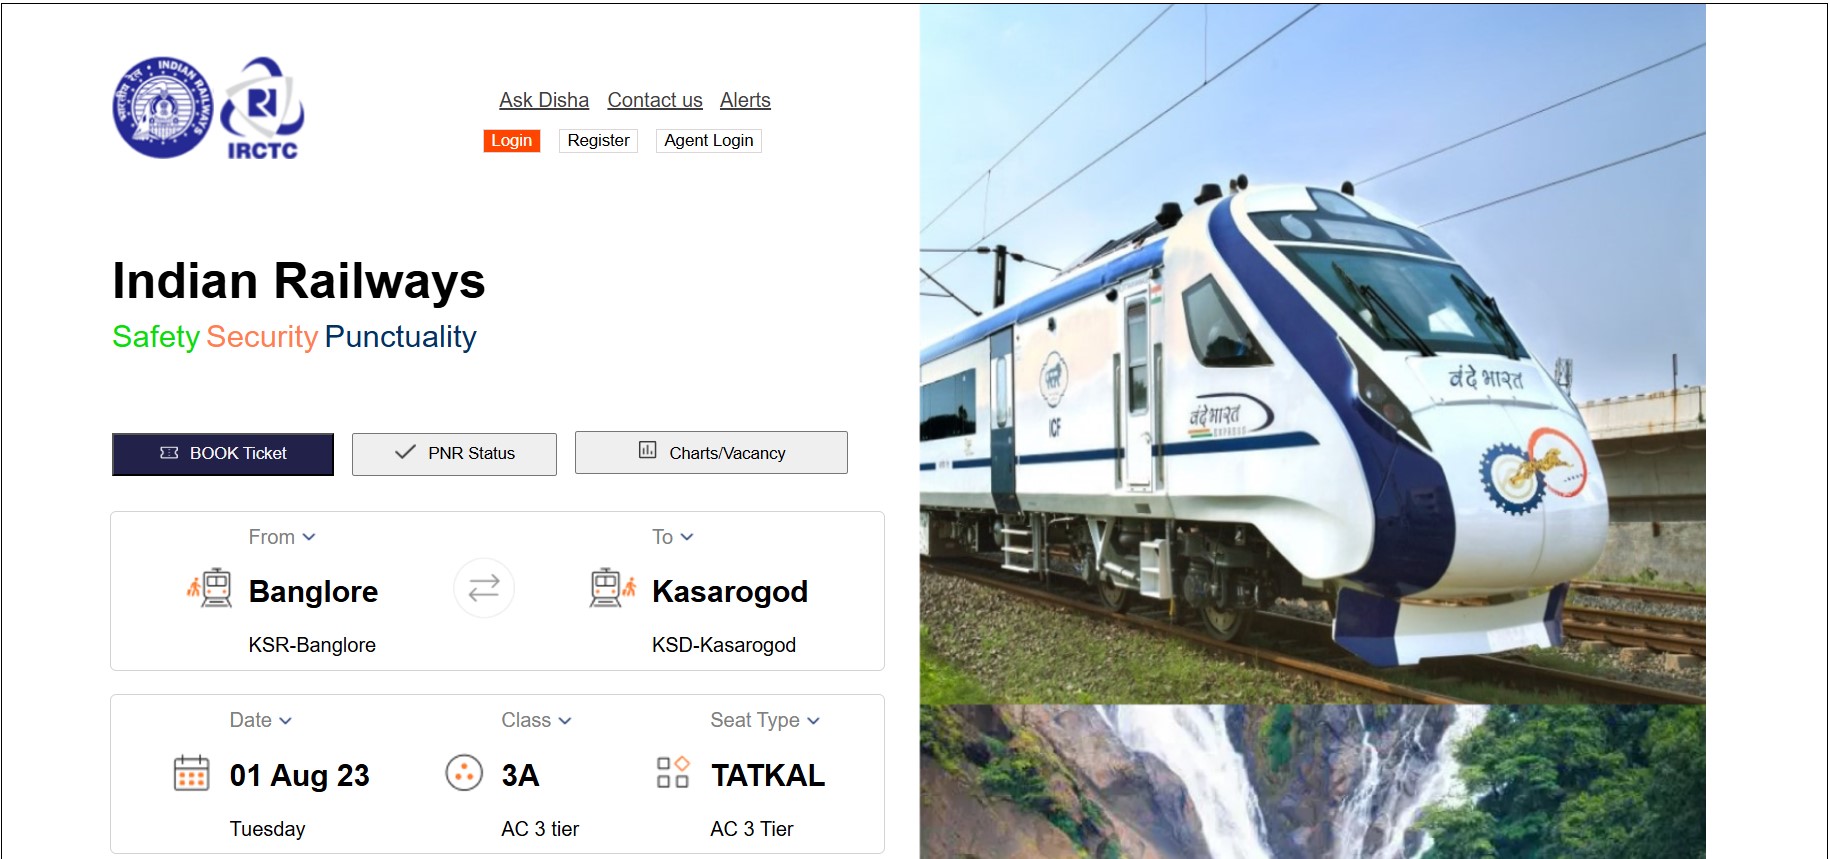 भारतीय रेल • INDIAN RAILWAYS
IRCTC
Ask Disha Contact us Alerts
Login Register Agent Login
Indian Railways
Safety Security Punctuality
BOOK Ticket PNR Status Charts/Vacancy
From To
Banglore Kasarogod
KSR-Banglore KSD-Kasarogod
Date Class Seat Type
01 Aug 23 3A TATKAL
Tuesday AC 3 tier AC 3 Tier
वंदे भारत
वंदे भारत
EXPRESS
ICF